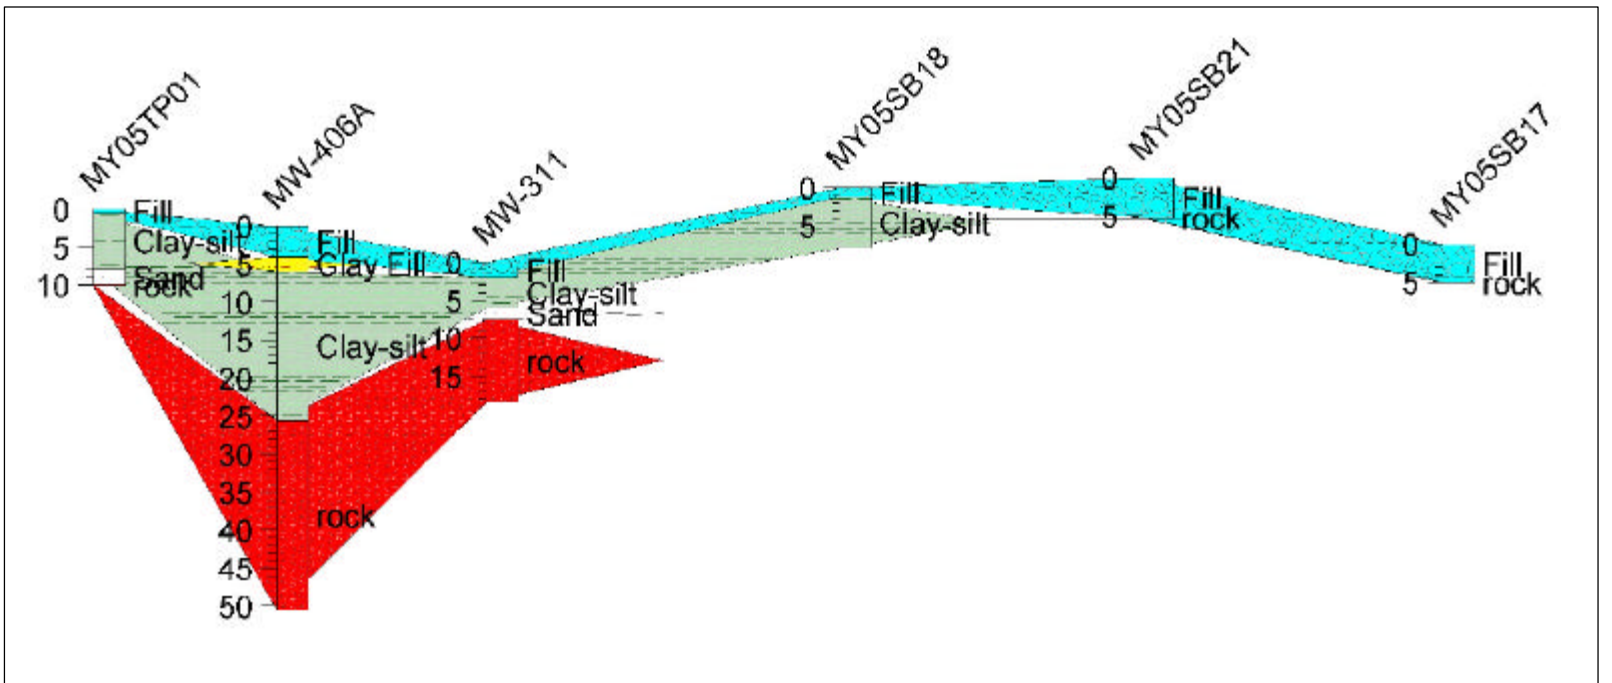 MY05TP01
MW-406A
MW-311
MY05SB18
MY05SB21
MY05SB17
0
5
10
Fill
Clay-silt
Sand
rock
0
5
10
15
20
25
30
35
40
45
50
Fill
Clay Fill
Clay-silt
rock
0
5
10
15
Fill
Clay-silt
Sand
rock
0
5
Fill
Clay-silt
0
5
Fill
rock
0
5
Fill
rock